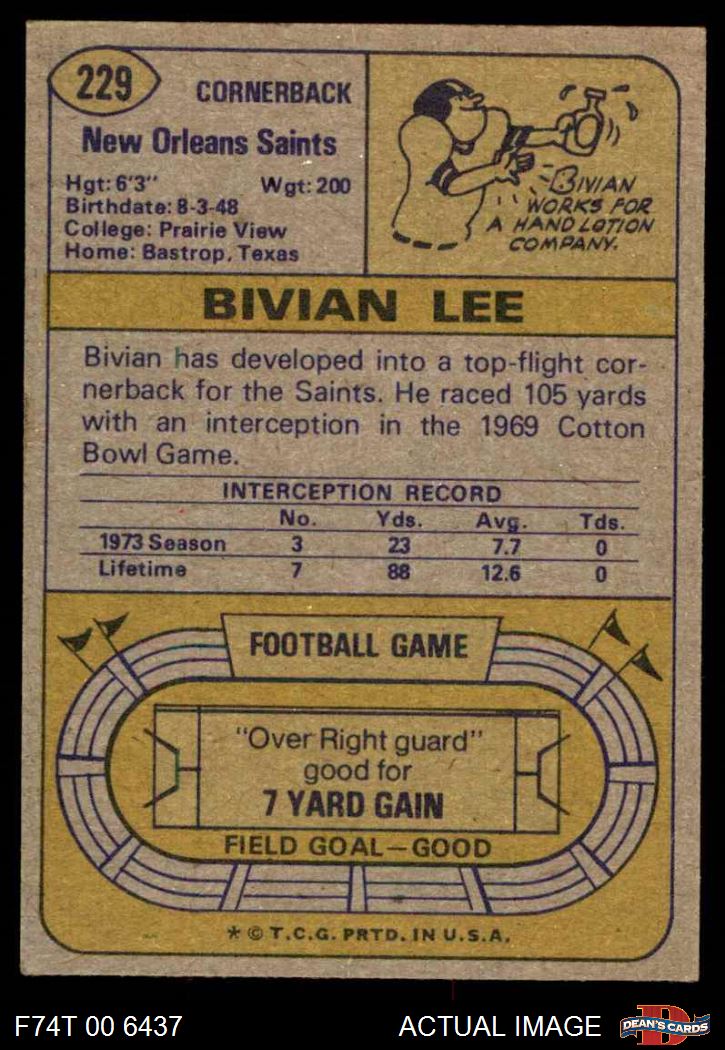 229
CORNERBACK
New Orleans Saints
Hgt: 6'3" Wgt: 200
Birthdate: 8-3-48
College: Prairie View
Home: Bastrop, Texas
BIVIAN
WORKS FOR
A HAND LOTION
COMPANY.
BIVIAN LEE
Bivian has developed into a top-flight cor-
nerback for the Saints. He raced 105 yards
with an interception in the 1969 Cotton
Bowl Game.
INTERCEPTION RECORD
No. Yds. Avg. Tds.
1973 Season 3 23 7.7 0
Lifetime 7 88 12.6 0
FOOTBALL GAME
"Over Right guard"
good for
7 YARD GAIN
FIELD GOAL—GOOD
* © T.C.G. PRTD. IN U.S.A.
F74T 00 6437 ACTUAL IMAGE
D
DEAN'S CARDS